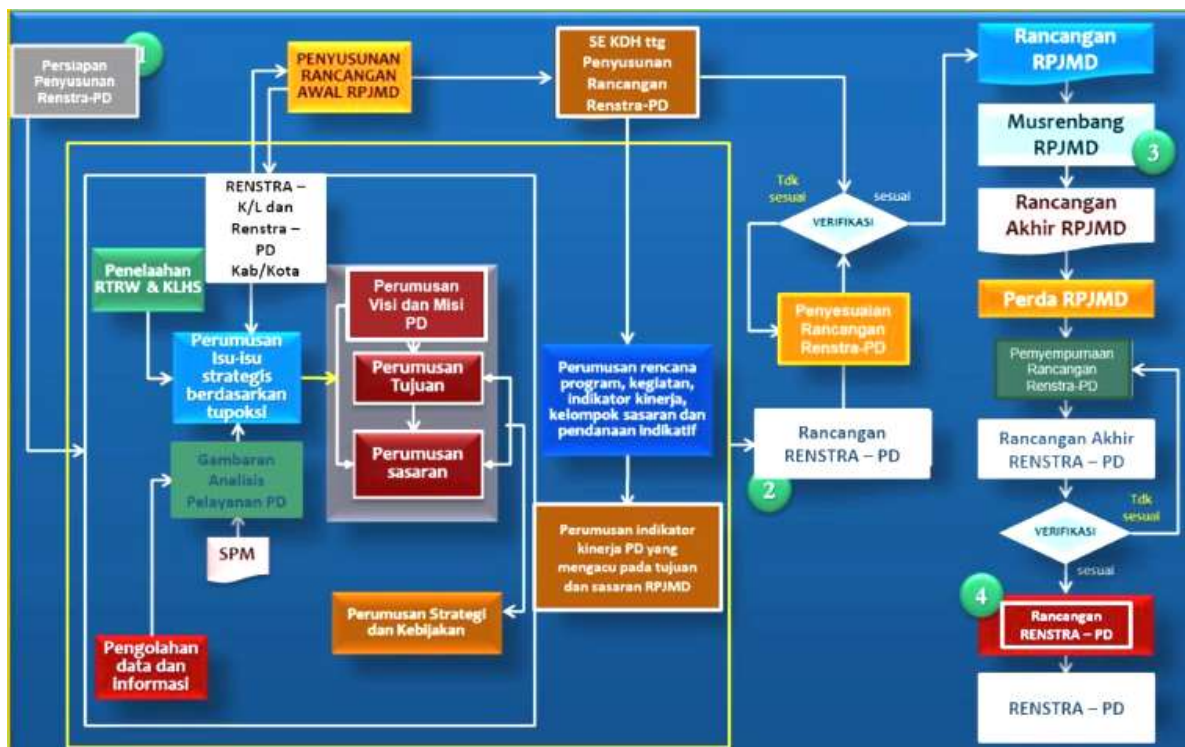 1
Persiapan
Penyusunan
Renstra-PD
PENYUSUNAN
RANCANGAN
AWAL RPJMD
SE KDH ttg
Penyusunan
Rancangan
Renstra-PD
Rancangan
RPJMD
Musrenbang
RPJMD
3
Rancangan
Akhir RPJMD
Perda RPJMD
Pemyempurnaan
Rancangan
Renstra-PD
Rancangan Akhir
RENSTRA – PD
Tdk
sesuai
VERIFIKASI
sesuai
4
Rancangan
RENSTRA – PD
RENSTRA – PD
RENSTRA –
K/L dan
Renstra –
PD
Kab/Kota
Penelaahan
RTRW & KLHS
Perumusan
Isu-isu
strategis
berdasarkan
tupoksi
Gambaran
Analisis
Pelayanan PD
SPM
Pengolahan
data dan
informasi
Perumusan
Visi dan Misi
PD
Perumusan
Tujuan
Perumusan
sasaran
Perumusan Strategi
dan Kebijakan
Perumusan rencana
program, kegiatan,
indikator kinerja,
kelompok sasaran dan
pendanaan indikatif
Perumusan indikator
kinerja PD yang
mengacu pada tujuan
dan sasaran RPJMD
Tdk
sesuai
sesuai
VERIFIKASI
Penyesuaian
Rancangan
Renstra-PD
Rancangan
RENSTRA – PD
2